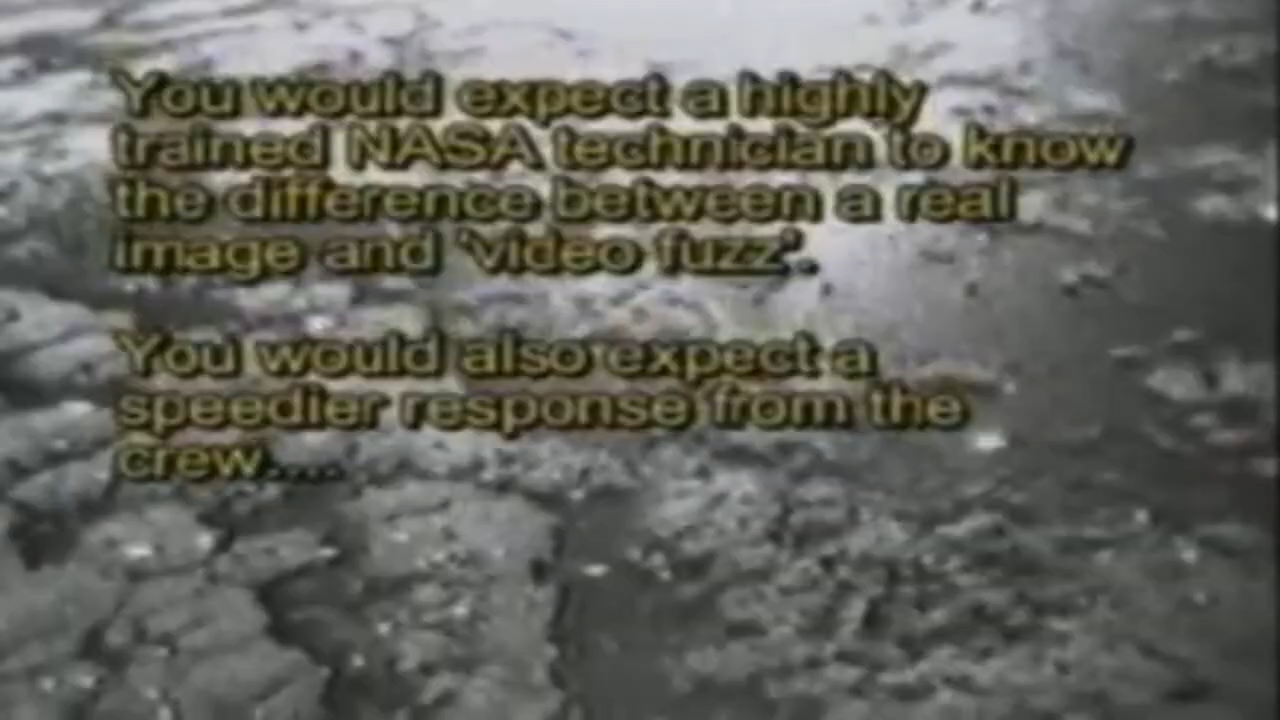 You would expect a highly
trained NASA technician to know
the difference between a real
image and 'video fuzz'.
You would also expect a
speedier response from the
crew....